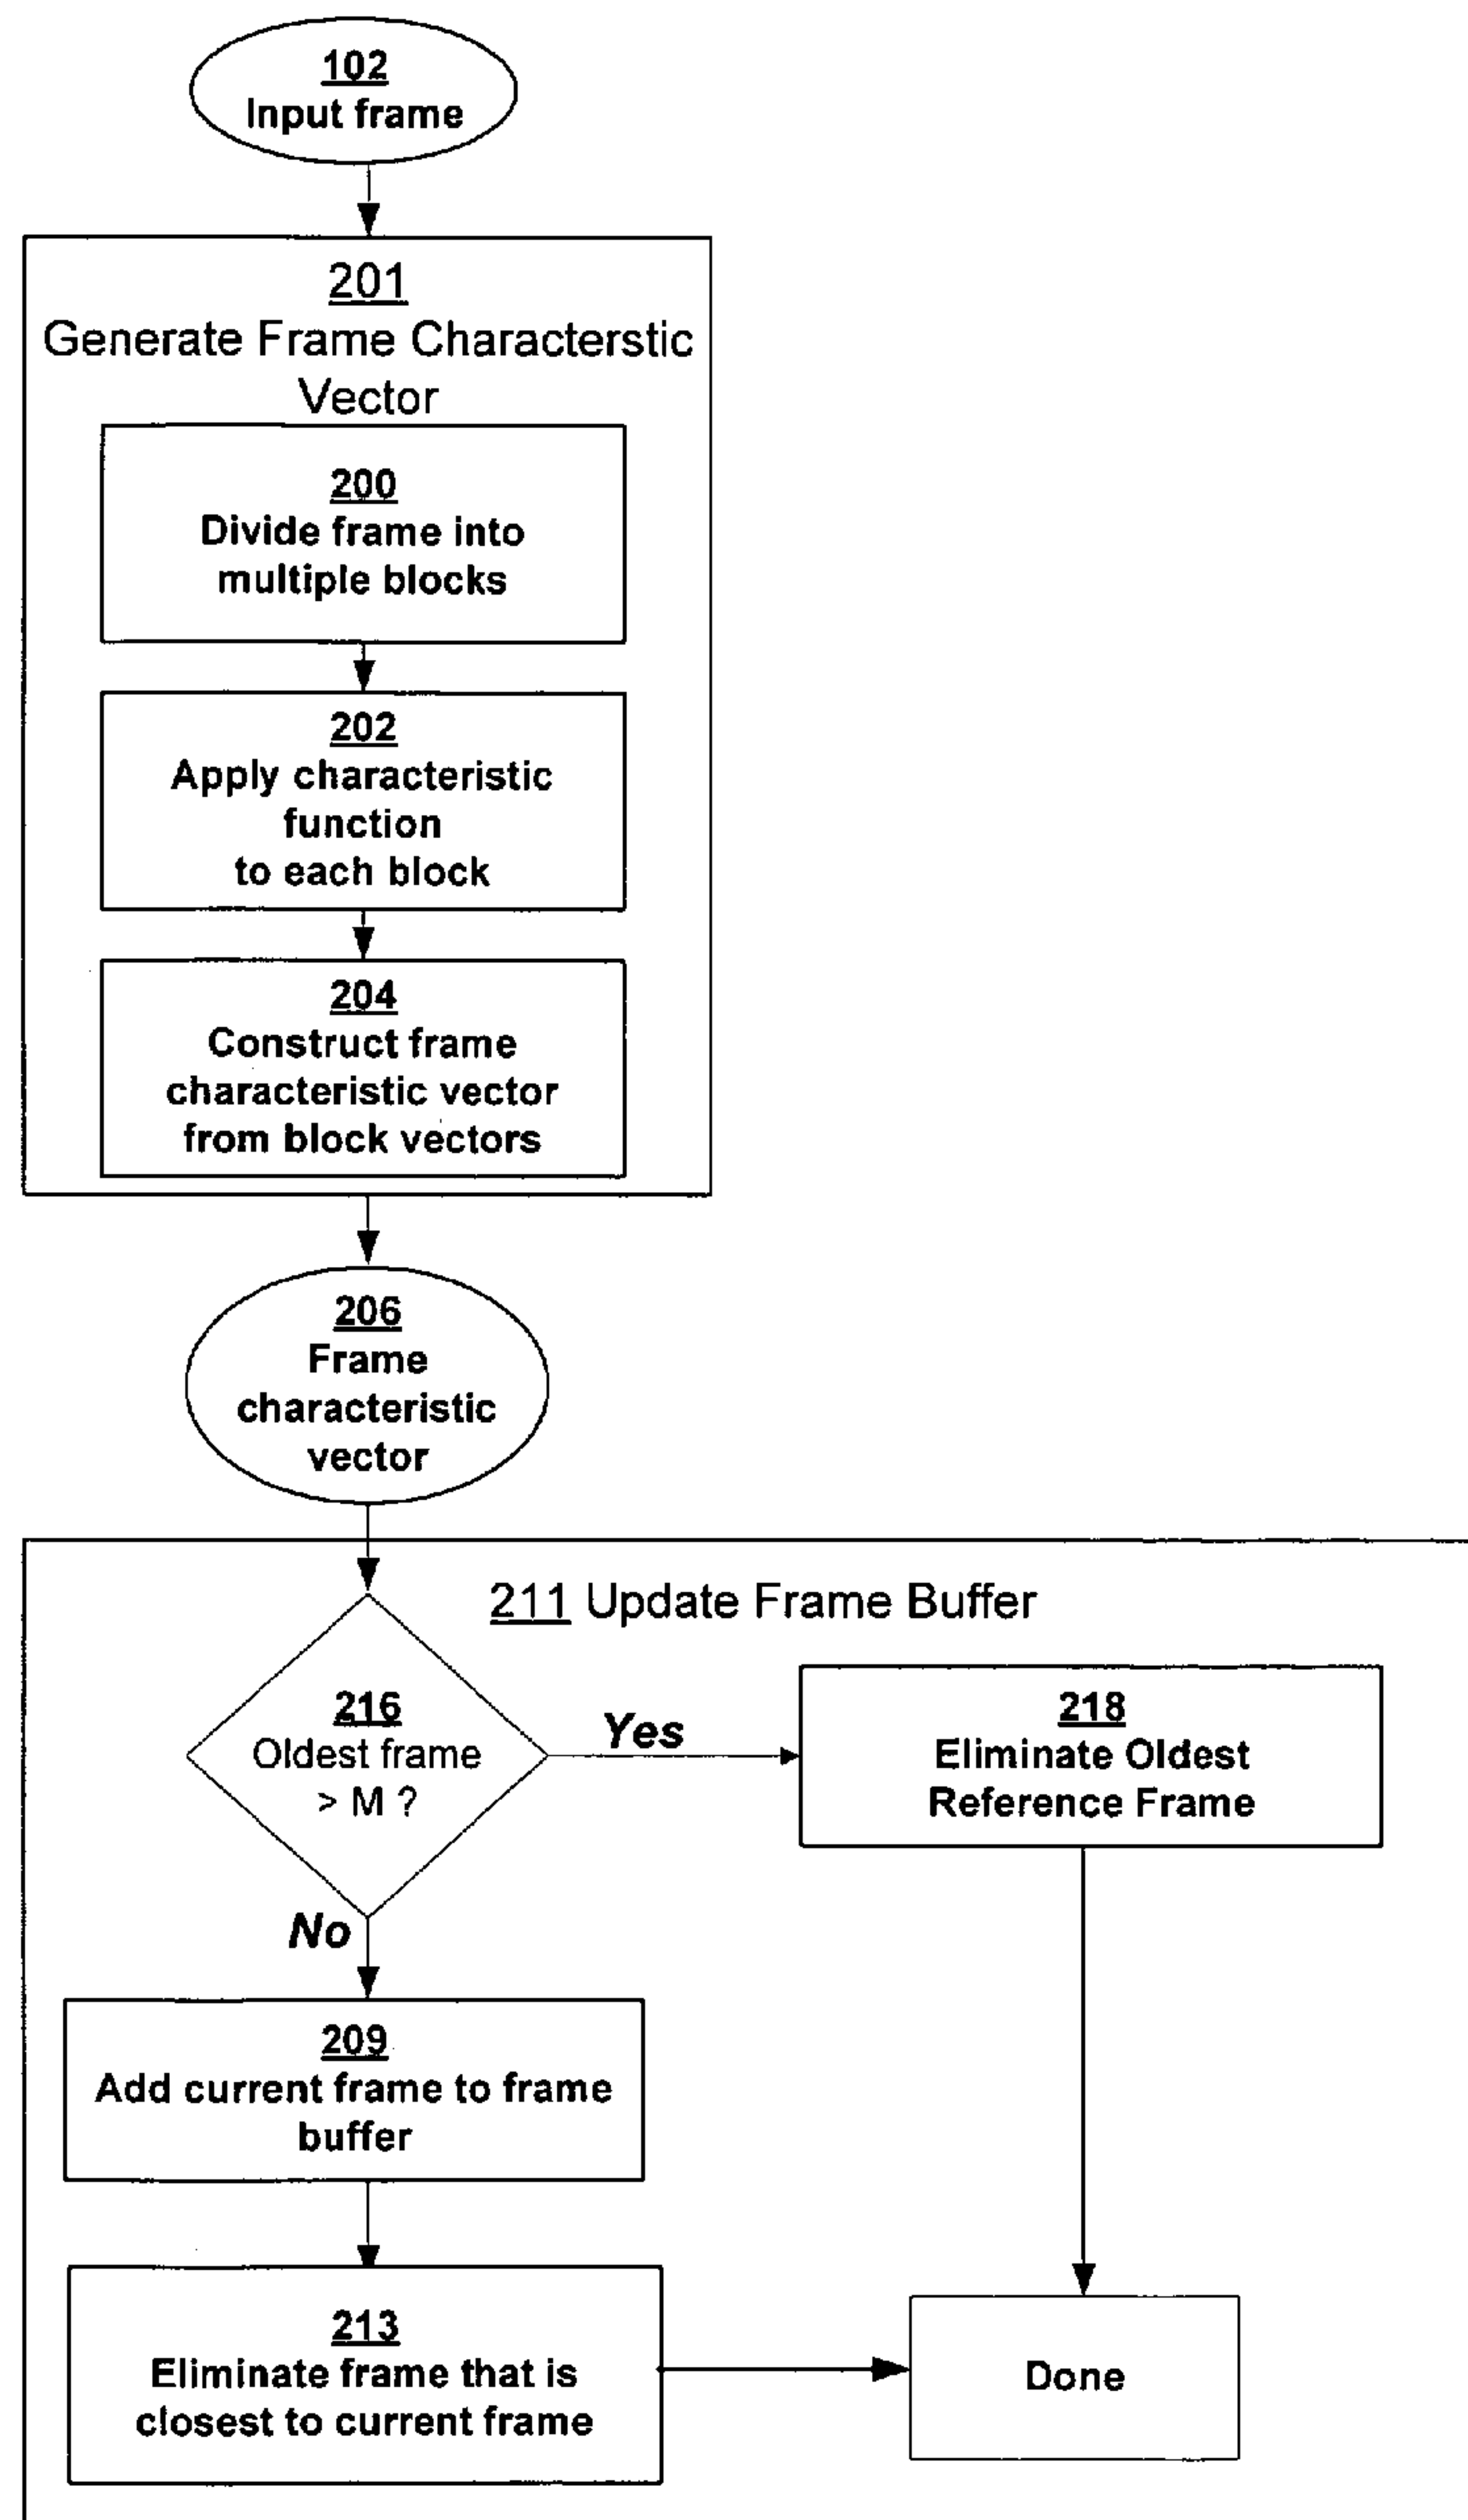 102
Input frame
201
Generate Frame Characterstic
Vector
200
Divide frame into
multiple blocks
202
Apply characteristic
function
to each block
204
Construct frame
characteristic vector
from block vectors
206
Frame
characteristic
vector
211 Update Frame Buffer
216
Oldest frame
> M ?
Yes
218
Eliminate Oldest
Reference Frame
No
209
Add current frame to frame
buffer
213
Eliminate frame that is
closest to current frame
Done